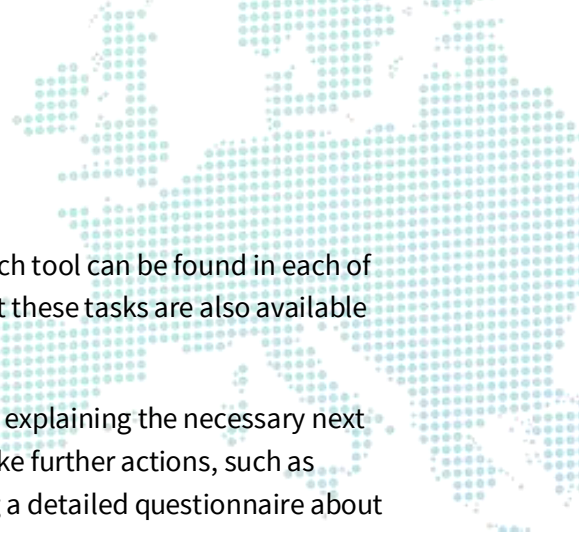 ch tool can be found in each of
t these tasks are also available
explaining the necessary next
ke further actions, such as
a detailed questionnaire about